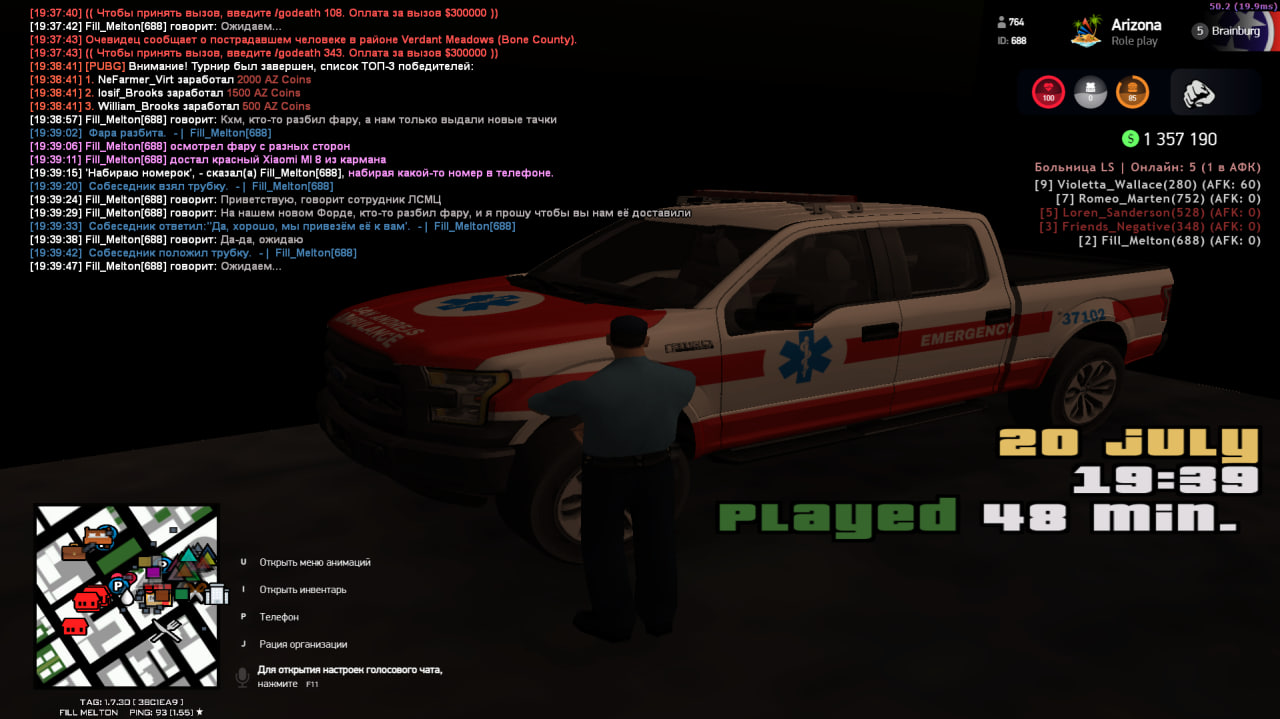 [19:37:40] (( Чтобы принять вызов, введите /godeath 108. Оплата за вызов $300000 ))
[19:37:42] Fill_Melton[688] говорит: Ожидаем...
[19:37:43] Очевидец сообщает о пострадавшем человеке в районе Verdant Meadows (Bone County).
[19:37:43] (( Чтобы принять вызов, введите /godeath 343. Оплата за вызов $300000 ))
[19:38:41] [PUBG] Внимание! Турнир был завершен, список ТОП-3 победителей:
[19:38:41] 1. NeFarmer_Virt заработал 2000 AZ Coins
[19:38:41] 2. Iosif_Brooks заработал 1500 AZ Coins
[19:38:41] 3. William_Brooks заработал 500 AZ Coins
[19:38:57] Fill_Melton[688] говорит: Кхм, кто-то разбил фару, а нам только выдали новые тачки
[19:39:02] Фара разбита. - | Fill_Melton[688]
[19:39:06] Fill_Melton[688] осмотрел фару с разных сторон
[19:39:11] Fill_Melton[688] достал красный Xiaomi MI 8 из кармана
[19:39:15] 'Набираю номерок', - сказал(а) Fill_Melton[688], набирая какой-то номер в телефоне.
[19:39:20] Собеседник взял трубку. - | Fill_Melton[688]
[19:39:24] Fill_Melton[688] говорит: Приветствую, говорит сотрудник ЛСМЦ
[19:39:29] Fill_Melton[688] говорит: На нашем новом Форде, кто-то разбил фару, и я прошу чтобы вы нам её доставили
[19:39:33] Собеседник ответил:"Да, хорошо, мы привезём её к вам'. - | Fill_Melton[688]
[19:39:38] Fill_Melton[688] говорит: Да-да, ожидаю
[19:39:42] Собеседник положил трубку. - | Fill_Melton[688]
[19:39:47] Fill_Melton[688] говорит: Ожидаем...
50.2 (19.9ms)
764
ID: 688
Arizona
Role play
5 Brainburg
100
0
85
$ 1 357 190
Больница LS | Онлайн: 5 (1 в АФК)
[9] Violetta_Wallace(280) (AFK: 60)
[7] Romeo_Marten(752) (AFK: 0)
[5] Loren_Sanderson(528) (AFK: 0)
[3] Friends_Negative(348) (AFK: 0)
[2] Fill_Melton(688) (AFK: 0)
SAN ANDREAS
AMBULANCE
EMERGENCY
37102
20 JULY
19:39
PLAYED 48 MIN.
P
P
U Открыть меню анимаций
I Открыть инвентарь
P Телефон
J Рация организации
Для открытия настроек голосового чата,
нажмите F11
TAG: 1.7.30 [ 38C1EA9 ]
FILL MELTON PING: 93 [1.55] ★